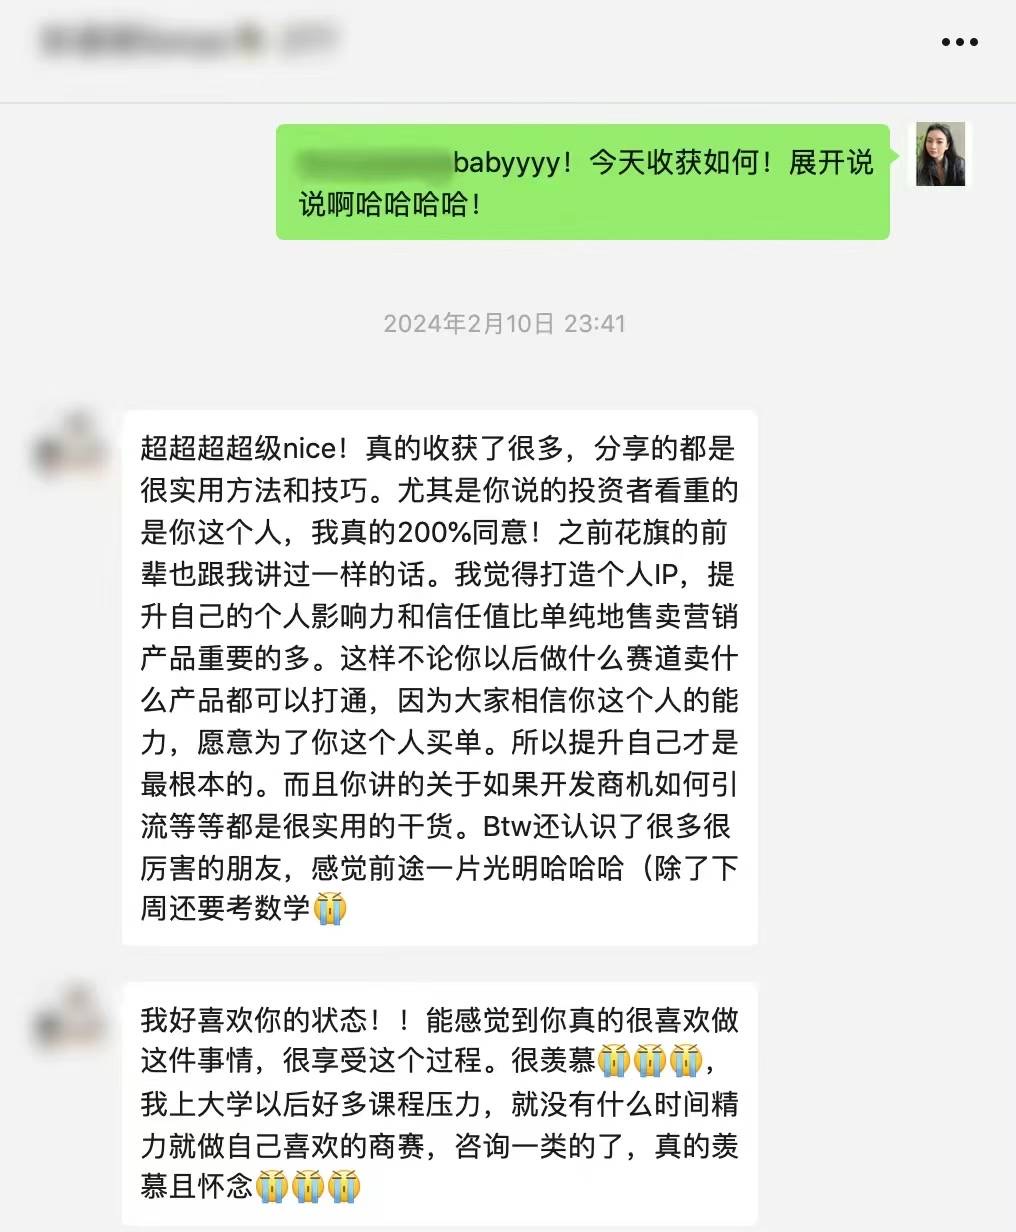 babyyyy！今天收获如何！展开说
说啊哈哈哈哈！
2024年2月10日 23:41
超超超超级nice！真的收获了很多，分享的都是
很实用方法和技巧。尤其是你说的投资者看重的
是你这个人，我真的200%同意！之前花旗的前
辈也跟我讲过一样的话。我觉得打造个人IP，提
升自己的个人影响力和信任值比单纯地售卖营销
产品重要的多。这样不论你以后做什么赛道卖什
么产品都可以打通，因为大家相信你这个人的能
力，愿意为了你这个人买单。所以提升自己才是
最根本的。而且你讲的关于如果开发商机如何引
流等等都是很实用的干货。Btw还认识了很多很
厉害的朋友，感觉前途一片光明哈哈哈（除了下
周还要考数学😭
我好喜欢你的状态！！能感觉到你真的很喜欢做
这件事情，很享受这个过程。很羡慕😭😭😭，
我上大学以后好多课程压力，就没有什么时间精
力就做自己喜欢的商赛，咨询一类的了，真的羡
慕且怀念😭😭😭